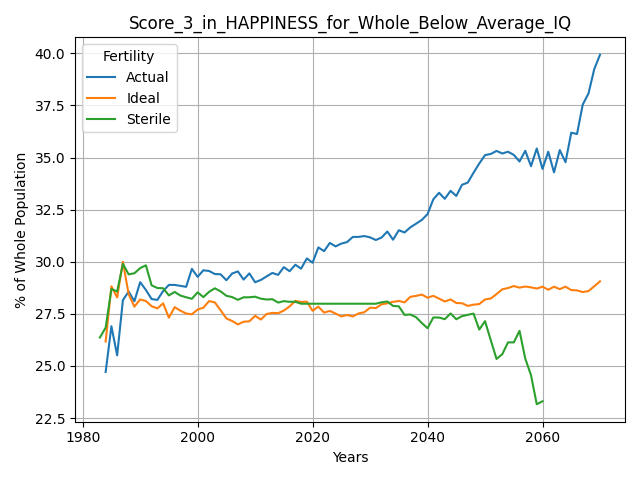 Score_3_in_HAPPINESS_for_Whole_Below_Average_IQ
Fertility
Actual
Ideal
Sterile
% of Whole Population
40.0
37.5
35.0
32.5
30.0
27.5
25.0
22.5
1980 2000 2020 2040 2060
Years